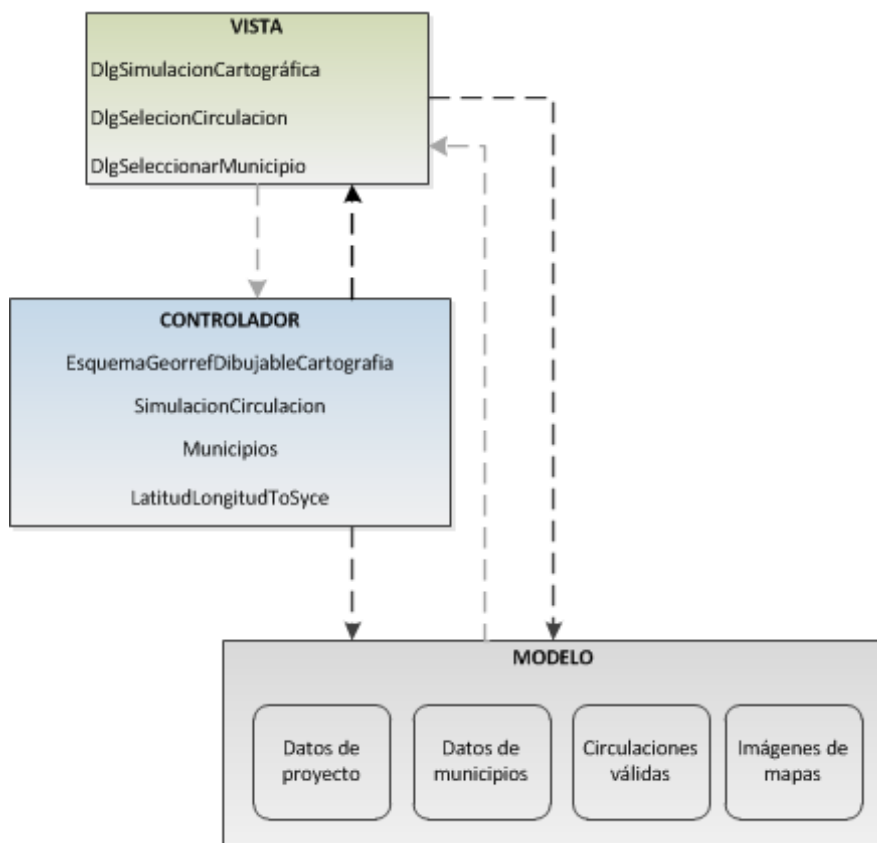 VISTA
DlgSimulacionCartográfica
DlgSelecionCirculacion
DlgSeleccionarMunicipio
CONTROLADOR
EsquemaGeorrefDibujableCartografia
SimulacionCirculacion
Municipios
LatitudLongitudToSyce
MODELO
Datos de
proyecto
Datos de
municipios
Circulaciones
válidas
Imágenes de
mapas